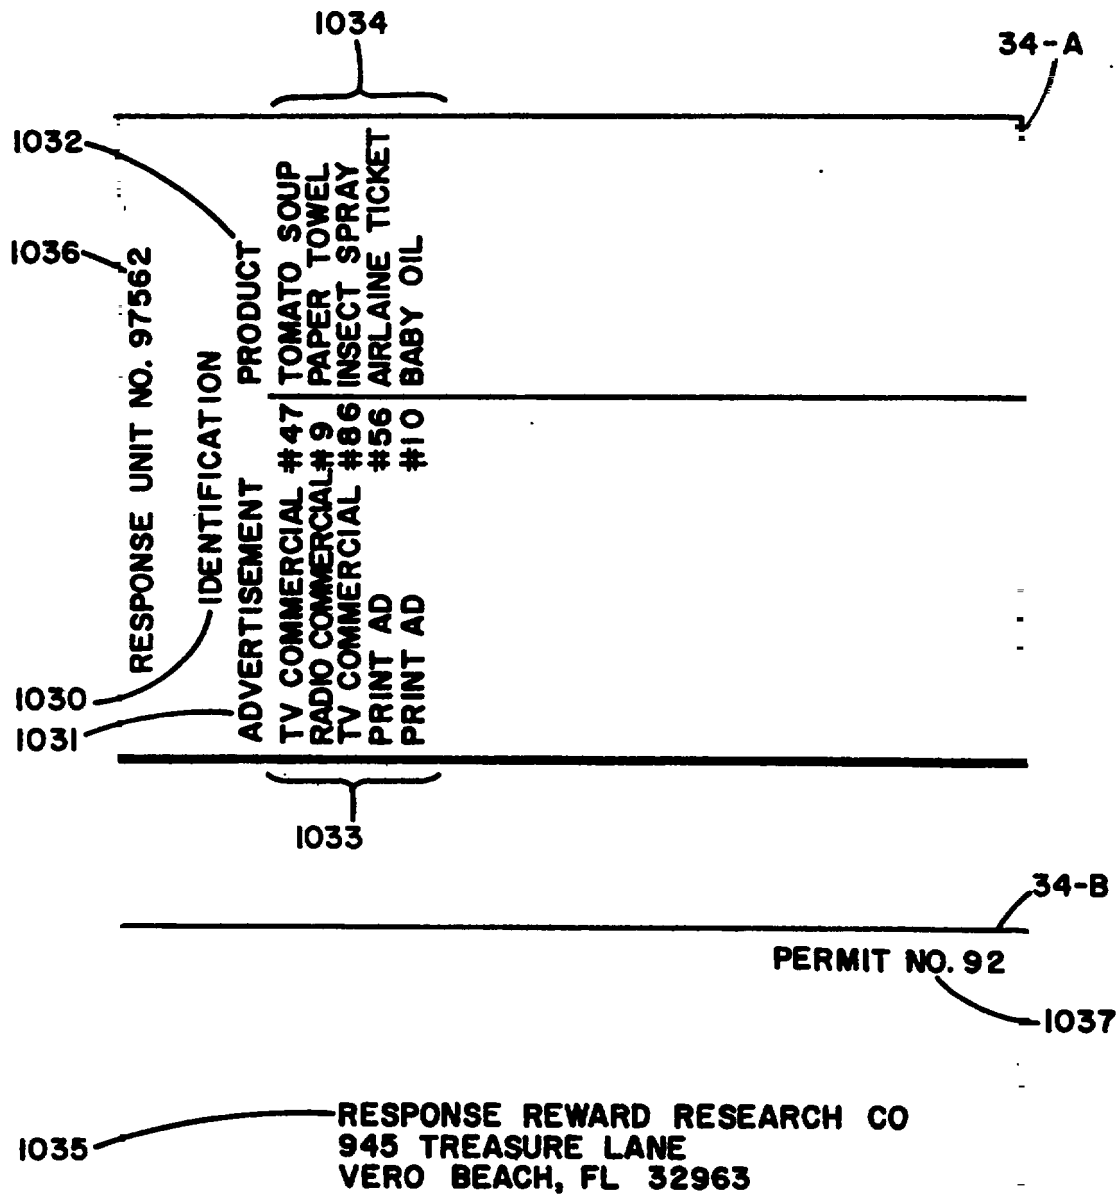 1034
34-A
1032
1036
RESPONSE UNIT NO. 97562
IDENTIFICATION
ADVERTISEMENT PRODUCT
TV COMMERCIAL #47 TOMATO SOUP
RADIO COMMERCIAL #9 PAPER TOWEL
TV COMMERCIAL #86 INSECT SPRAY
PRINT AD #56 AIRLAINE TICKET
PRINT AD #10 BABY OIL
1030
1031
1033
34-B
PERMIT NO. 92
1037
1035
RESPONSE REWARD RESEARCH CO
945 TREASURE LANE
VERO BEACH, FL 32963